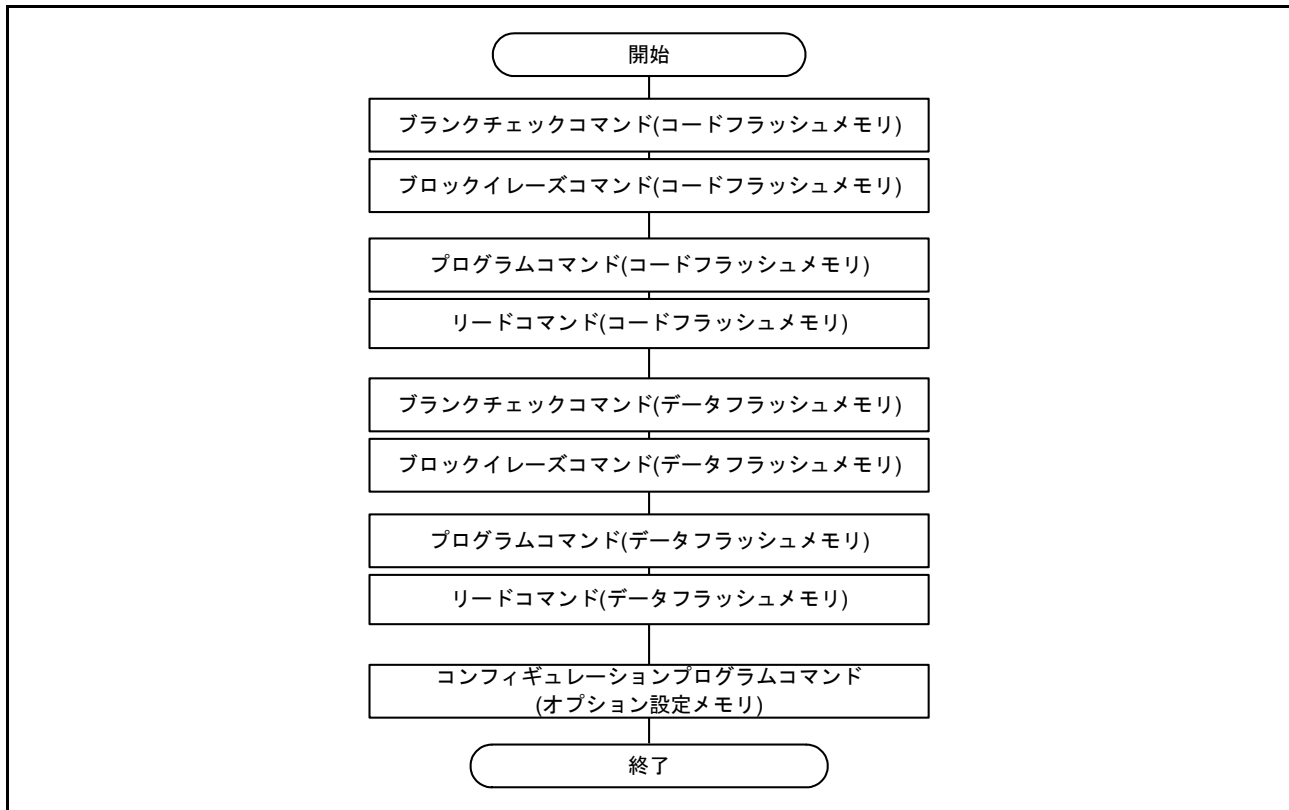 開始
ブランクチェックコマンド(コードフラッシュメモリ)
ブロックイレーズコマンド(コードフラッシュメモリ)
プログラムコマンド(コードフラッシュメモリ)
リードコマンド(コードフラッシュメモリ)
ブランクチェックコマンド(データフラッシュメモリ)
ブロックイレーズコマンド(データフラッシュメモリ)
プログラムコマンド(データフラッシュメモリ)
リードコマンド(データフラッシュメモリ)
コンフィギュレーションプログラムコマンド
(オプション設定メモリ)
終了